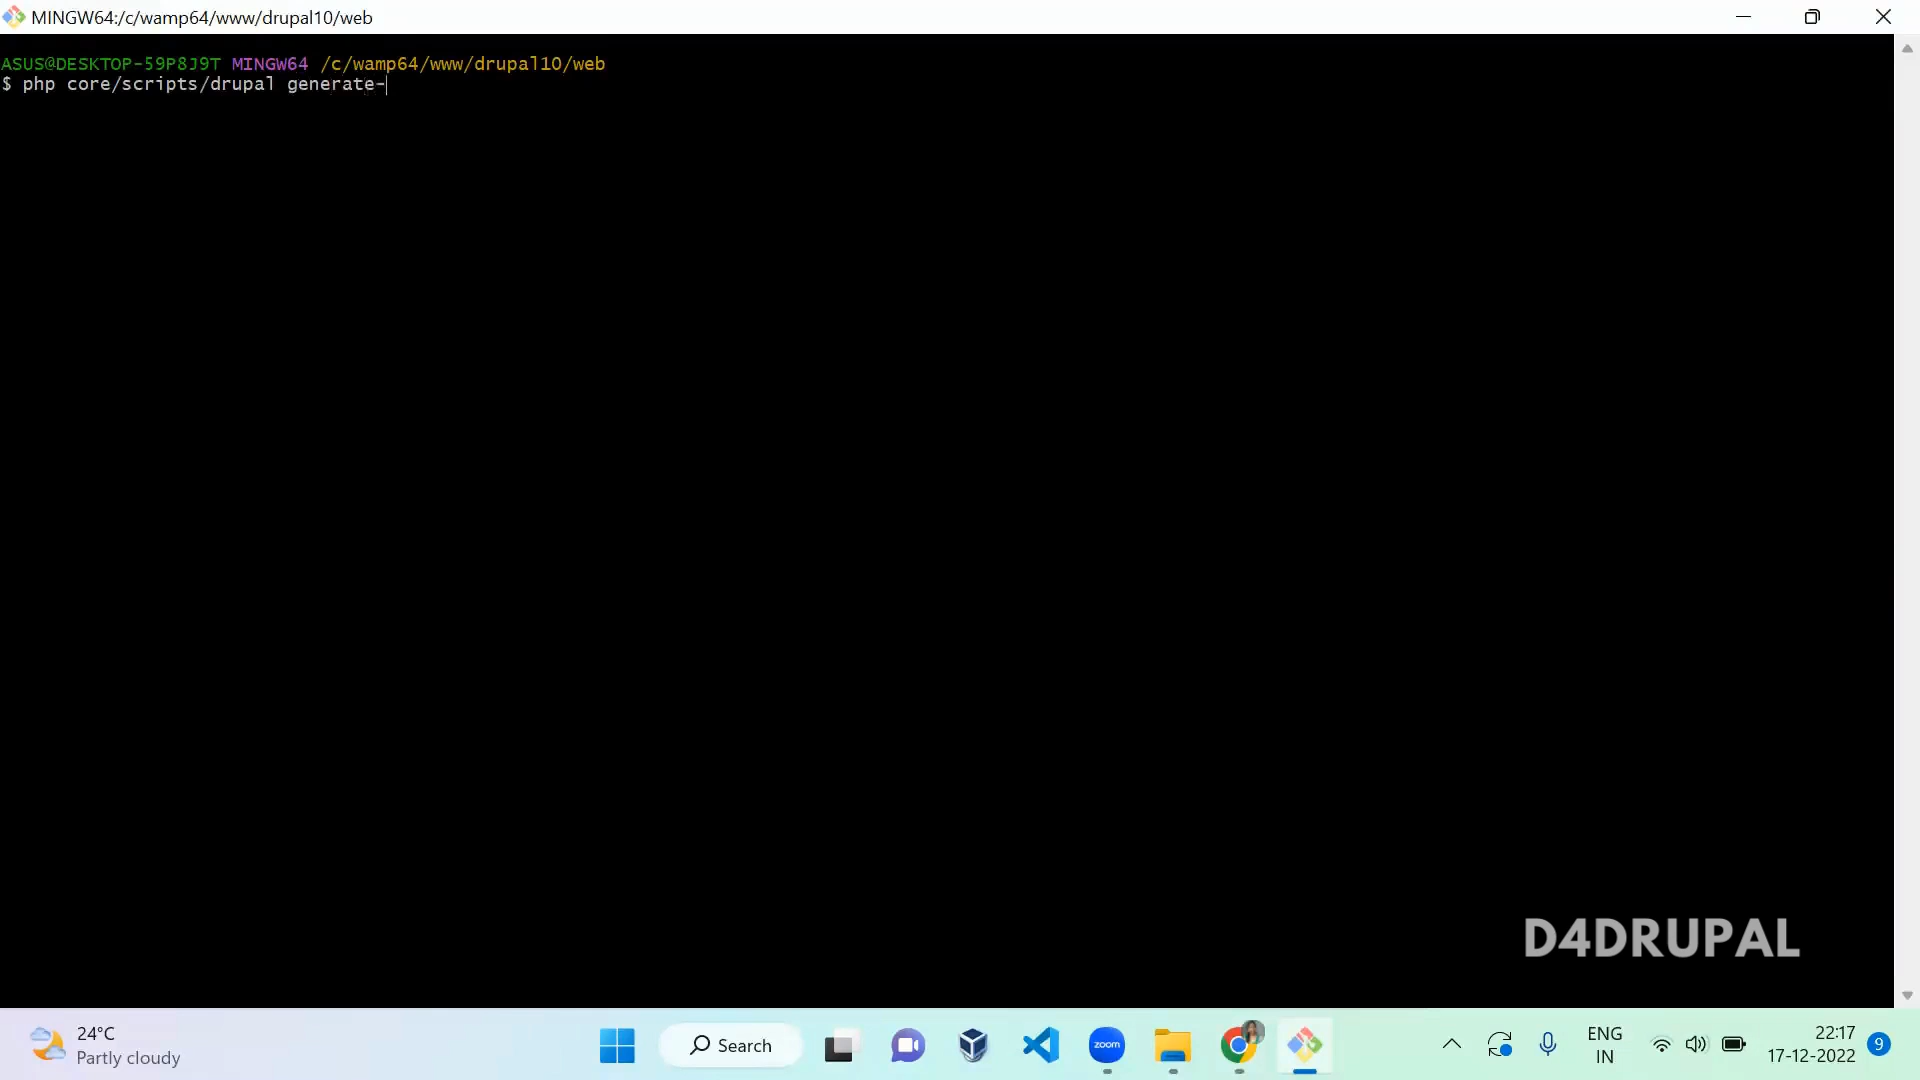 MINGW64:/c/wamp64/www/drupal10/web
ASUS@DESKTOP-59P8J9T MINGW64 /c/wamp64/www/drupal10/web
$ php core/scripts/drupal generate-
D4DRUPAL
24°C
Partly cloudy
Search
zoom
ENG
IN
22:17
17-12-2022
9